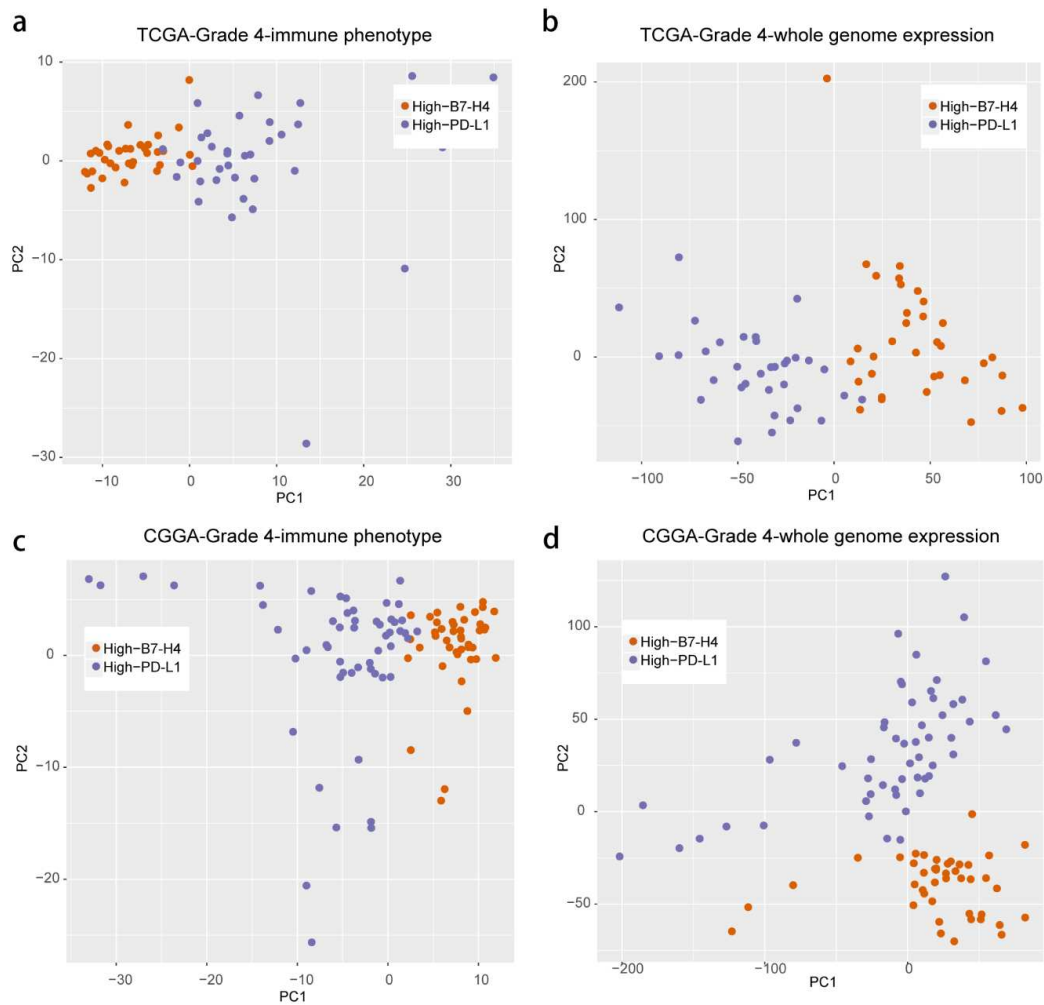 a
TCGA-Grade 4-immune phenotype
10
0
−10
−20
−30
PC2
High−B7−H4
High−PD−L1
−10
0
10
20
30
PC1
b
TCGA-Grade 4-whole genome expression
200
100
0
PC2
High−B7−H4
High−PD−L1
−100
−50
0
50
100
PC1
c
CGGA-Grade 4-immune phenotype
0
−10
−20
PC2
High−B7−H4
High−PD−L1
−30
−20
−10
0
10
PC1
d
CGGA-Grade 4-whole genome expression
100
50
0
−50
PC2
High−B7−H4
High−PD−L1
−200
−100
0
PC1